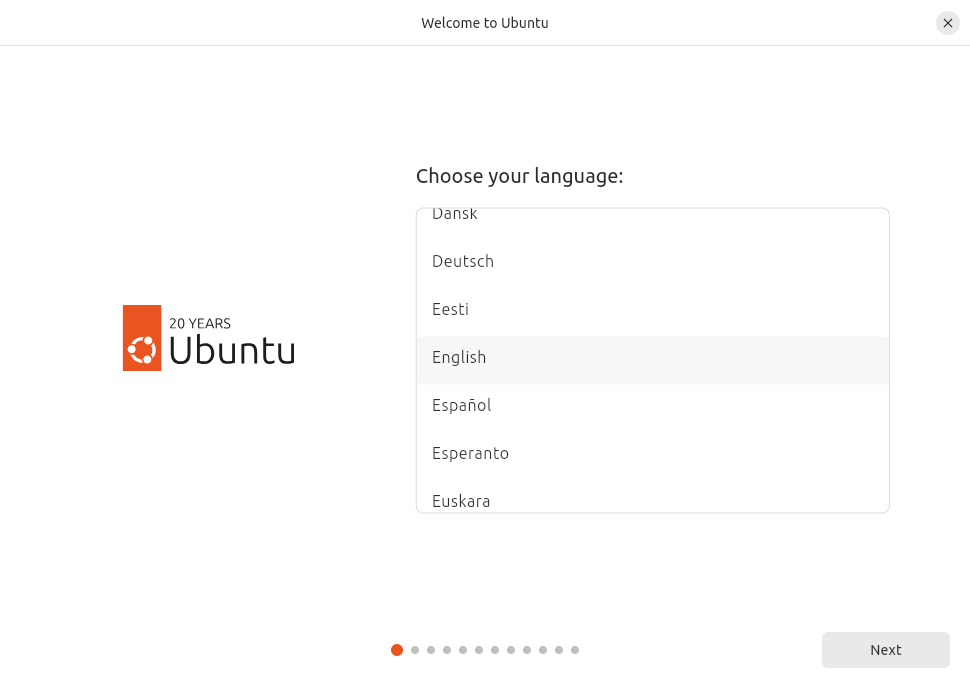 Welcome to Ubuntu
20 YEARS
Ubuntu
Choose your language:
Dansk
Deutsch
Eesti
English
Español
Esperanto
Euskara
Next